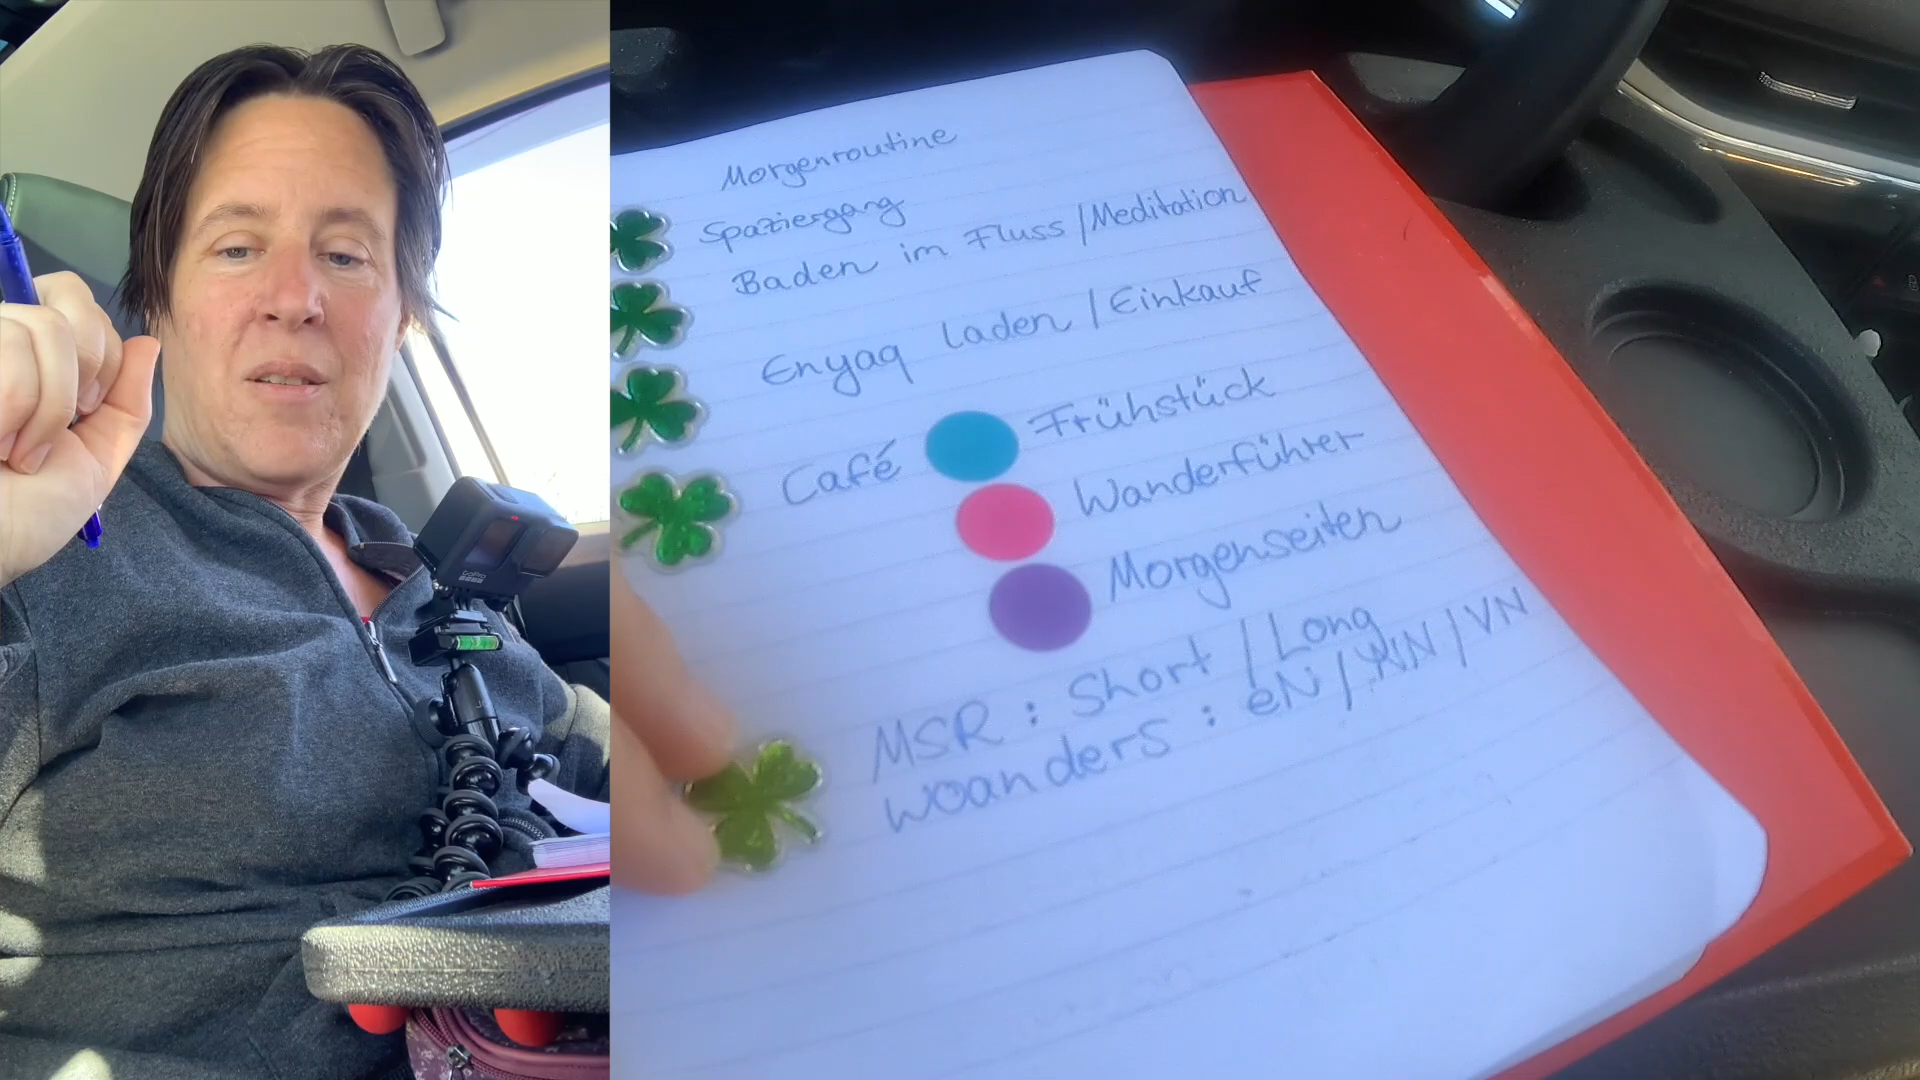 GoPro
Morgenroutine
Spaziergang
Baden im Fluss / Meditation
Enyaq laden / Einkauf
Café Frühstück
Wanderführer
Morgenseiten
MSR : Short / Long
woanders : eN / / VN